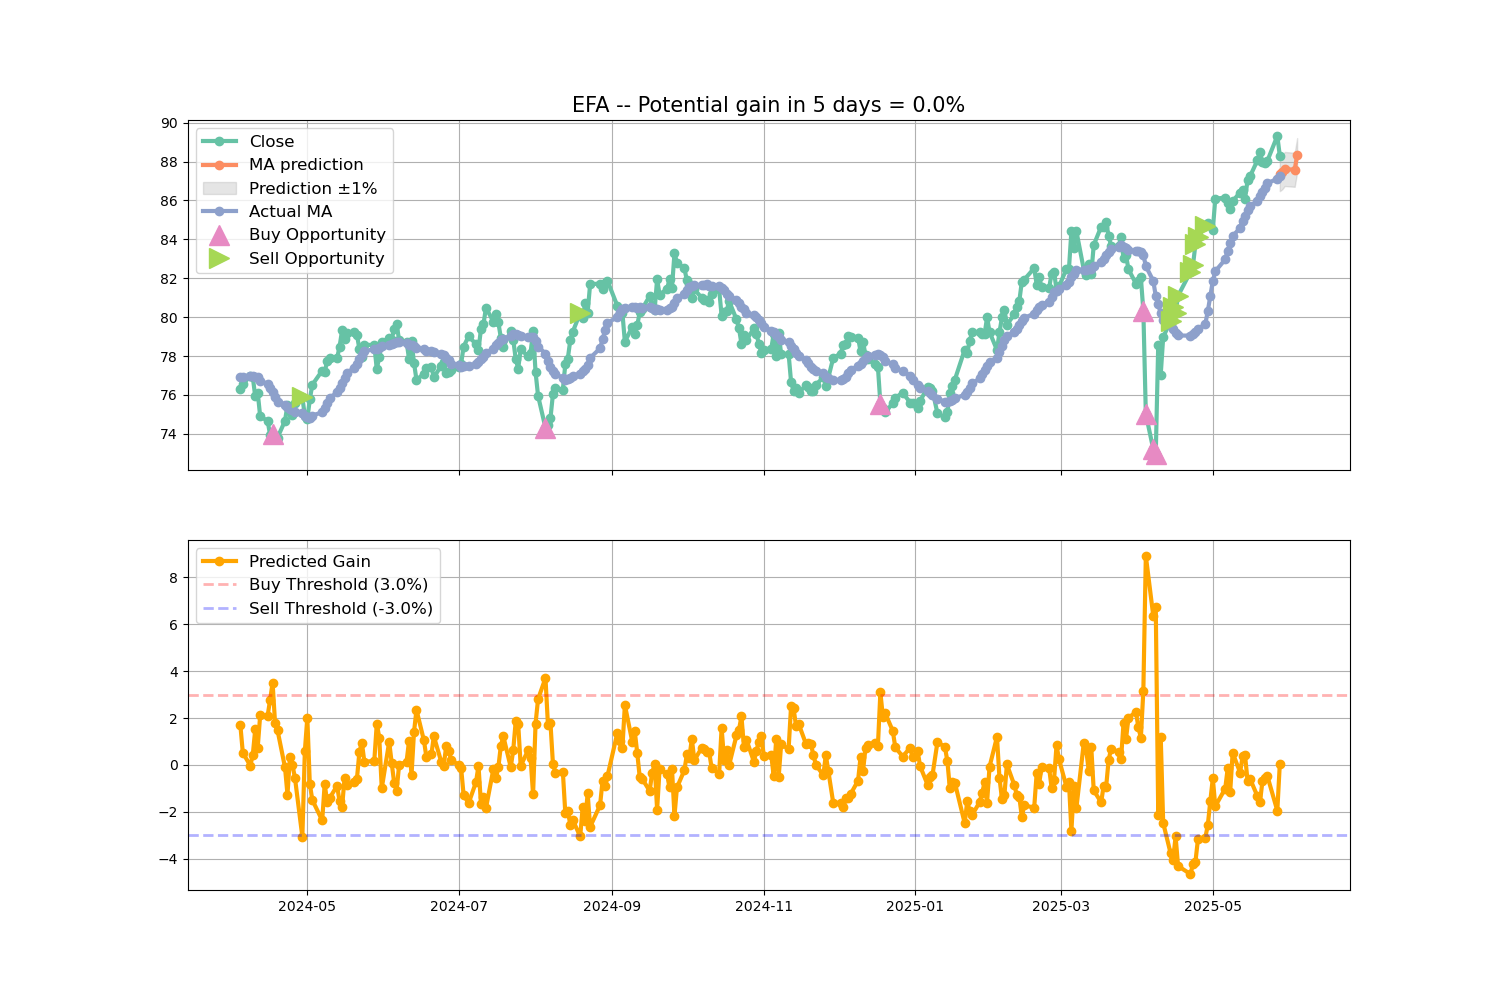 EFA -- Potential gain in 5 days = 0.0%
90
88
86
84
82
80
78
76
74
Close
MA prediction
Prediction ±1%
Actual MA
Buy Opportunity
Sell Opportunity
8
6
4
2
0
−2
−4
Predicted Gain
Buy Threshold (3.0%)
Sell Threshold (-3.0%)
2024-05
2024-07
2024-09
2024-11
2025-01
2025-03
2025-05